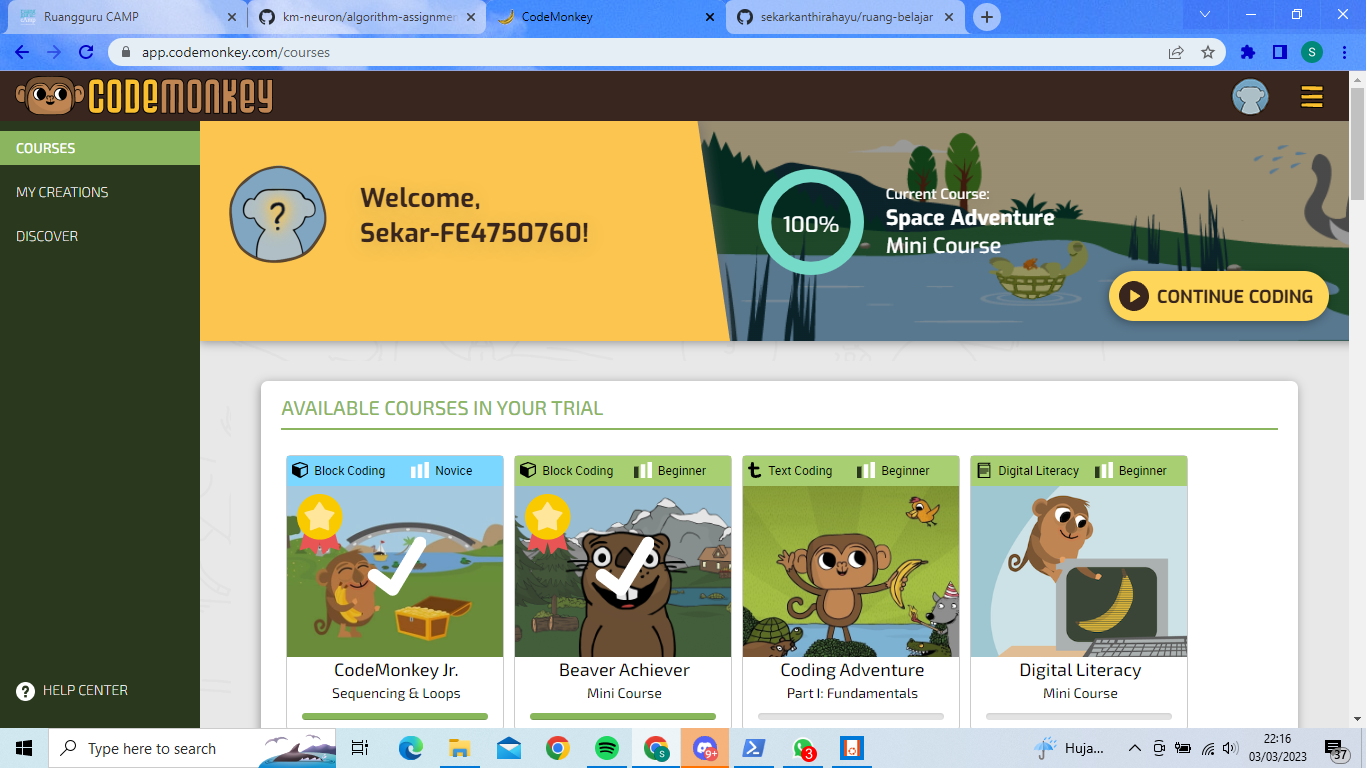 Ruangguru CAMP
km-neuron/algorithm-assignmen
CodeMonkey
sekarkanthirahayu/ruang-belajar
app.codemonkey.com/courses
S
CODEMONKEY
COURSES
MY CREATIONS
DISCOVER
HELP CENTER
?
Welcome,
Sekar-FE4750760!
100%
Current Course:
Space Adventure
Mini Course
CONTINUE CODING
AVAILABLE COURSES IN YOUR TRIAL
Block Coding Novice
CodeMonkey Jr.
Sequencing & Loops
Block Coding Beginner
Beaver Achiever
Mini Course
Text Coding Beginner
Coding Adventure
Part I: Fundamentals
Digital Literacy Beginner
Digital Literacy
Mini Course
Type here to search
S
9+
3
Huja...
22:16
03/03/2023
37